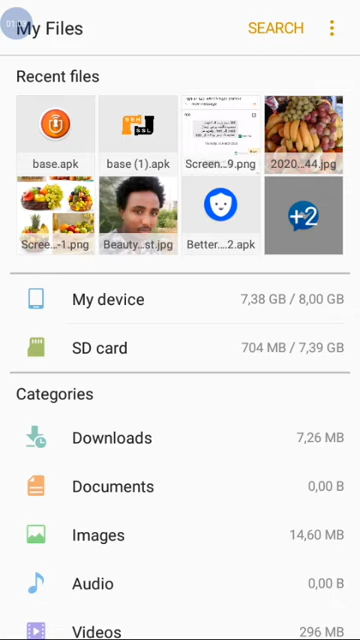 My Files
SEARCH
Recent files
base.apk
base (1).apk
SSL
Screen...9.png
2020...44.jpg
Scree...-1.png
Beauty...st.jpg
Better...2.apk
+2
My device
7,38 GB / 8,00 GB
SD card
704 MB / 7,39 GB
Categories
Downloads
7,26 MB
Documents
0,00 B
Images
14,60 MB
Audio
0,00 B
Videos
296 MB